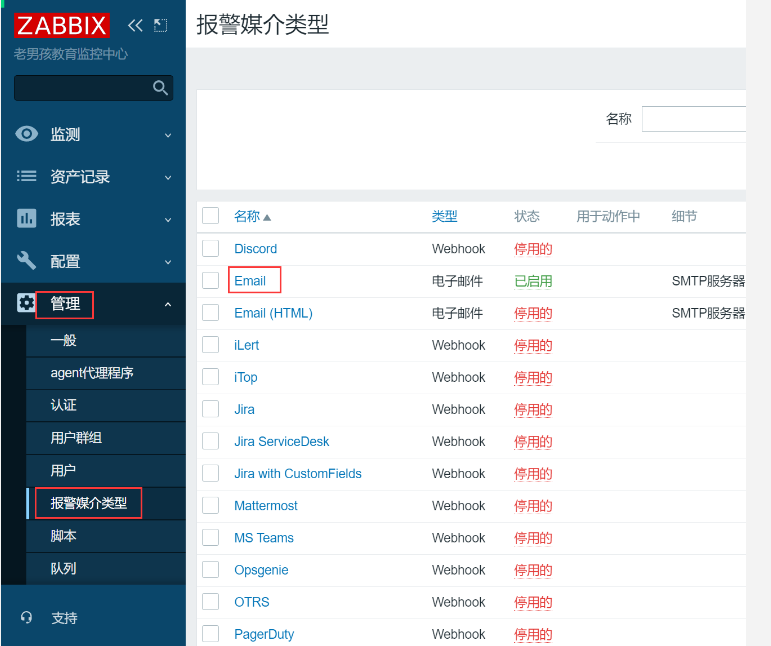 ZABBIX
老男孩教育监控中心
监测
资产记录
报表
配置
管理
一般
agent代理程序
认证
用户群组
用户
报警媒介类型
脚本
队列
支持
报警媒介类型
名称
名称 类型 状态 用于动作中 细节
Discord Webhook 停用的
Email 电子邮件 已启用 SMTP服务器
Email (HTML) 电子邮件 停用的 SMTP服务器
iLert Webhook 停用的
iTop Webhook 停用的
Jira Webhook 停用的
Jira ServiceDesk Webhook 停用的
Jira with CustomFields Webhook 停用的
Mattermost Webhook 停用的
MS Teams Webhook 停用的
Opsgenie Webhook 停用的
OTRS Webhook 停用的
PagerDuty Webhook 停用的